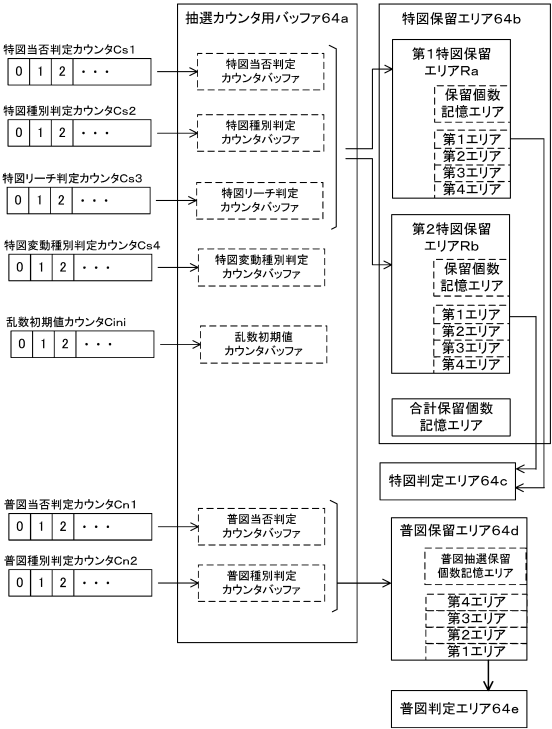 抽選カウンタ用バッファ64a
特図当否判定カウンタCs1
0 1 2 ・・・
特図当否判定
カウンタバッファ
特図種別判定カウンタCs2
0 1 2 ・・・
特図種別判定
カウンタバッファ
特図リーチ判定カウンタCs3
0 1 2 ・・・
特図リーチ判定
カウンタバッファ
特図変動種別判定カウンタCs4
0 1 2 ・・・
特図変動種別判定
カウンタバッファ
乱数初期値カウンタCini
0 1 2 ・・・
乱数初期値
カウンタバッファ
普図当否判定カウンタCn1
0 1 2 ・・・
普図当否判定
カウンタバッファ
普図種別判定カウンタCn2
0 1 2 ・・・
普図種別判定
カウンタバッファ
特図保留エリア64b
第1特図保留
エリアRa
保留個数
記憶エリア
第1エリア
第2エリア
第3エリア
第4エリア
第2特図保留
エリアRb
保留個数
記憶エリア
第1エリア
第2エリア
第3エリア
第4エリア
合計保留個数
記憶エリア
特図判定エリア64c
普図保留エリア64d
普図抽選保留
個数記憶エリア
第4エリア
第3エリア
第2エリア
第1エリア
普図判定エリア64e